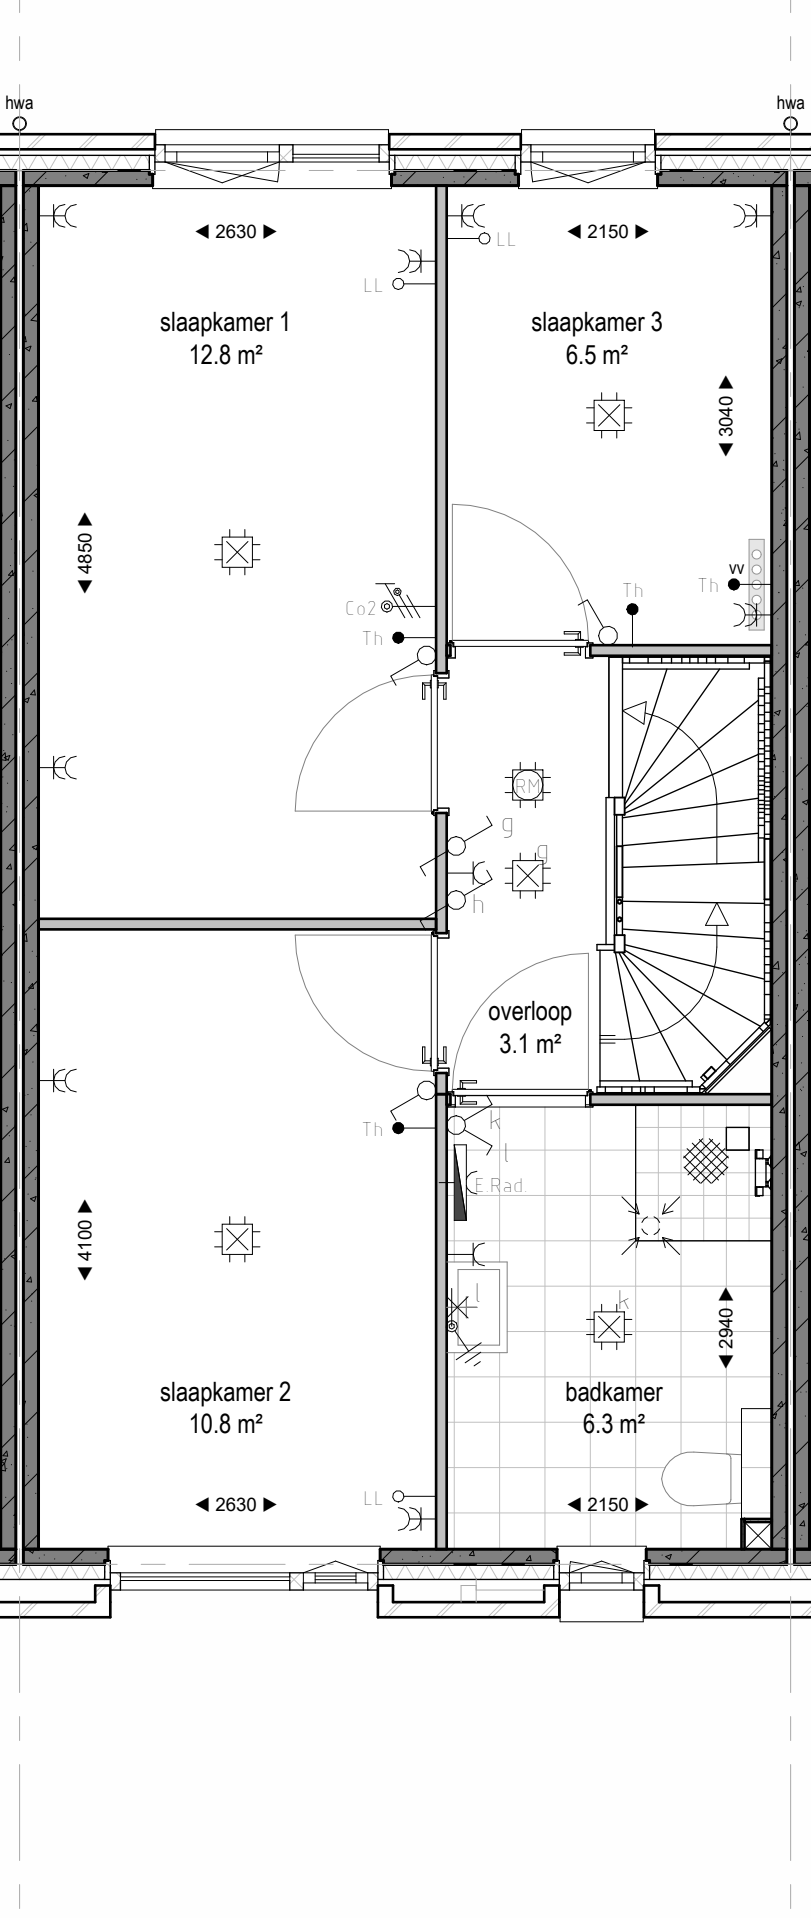 hwa
hwa
2630
2150
LL
LL
slaapkamer 1
12.8 m²
slaapkamer 3
6.5 m²
3040
4850
vv
Co2
Th
Th
Th
RM
g
g
h
overloop
3.1 m²
k
Th
l
E.Rad.
4100
l
k
2940
slaapkamer 2
10.8 m²
badkamer
6.3 m²
LL
2630
2150